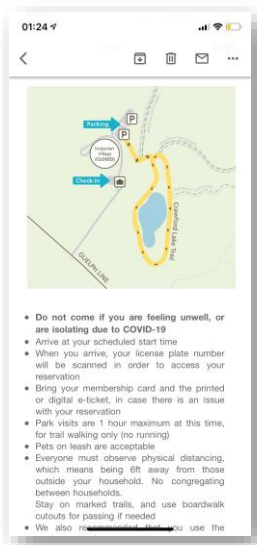 01:24
Parking
P
P
Iroquoian
Village
(CLOSED)
Check in
Crawford Lake Trail
GUELPH LINE
• Do not come if you are feeling unwell, or
are isolating due to COVID-19
• Arrive at your scheduled start time
• When you arrive, your license plate number
will be scanned in order to access your
reservation
• Bring your membership card and the printed
or digital e-ticket, in case there is an issue
with your reservation
• Park visits are 1 hour maximum at this time,
for trail walking only (no running)
• Pets on leash are acceptable
• Everyone must observe physical distancing,
which means being 6ft away from those
outside your household. No congregating
between households.
Stay on marked trails, and use boardwalk
cutouts for passing if needed
• We also recommended that you use the